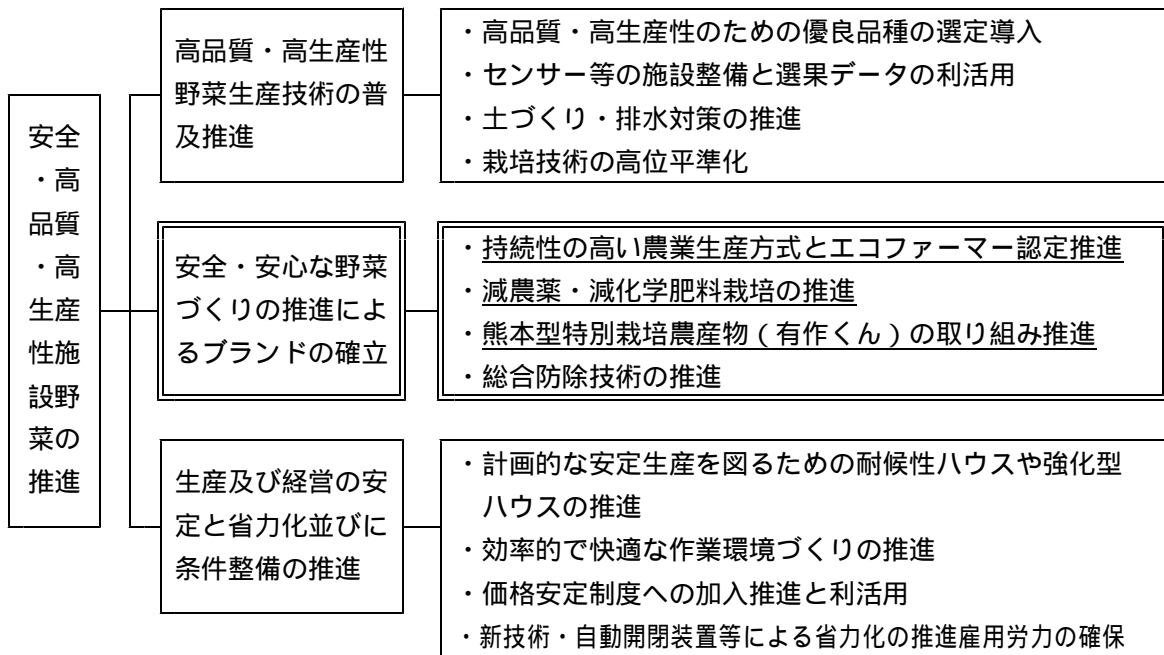 安全
・高
品質
・高
生産
性施
設野
菜の
推進
高品質・高生産性
野菜生産技術の普
及推進
・高品質・高生産性のための優良品種の選定導入
・センサー等の施設整備と選果データの利活用
・土づくり・排水対策の推進
・栽培技術の高位平準化
安全・安心な野菜
づくりの推進によ
るブランドの確立
・持続性の高い農業生産方式とエコファーマー認定推進
・減農薬・減化学肥料栽培の推進
・熊本型特別栽培農産物(有作くん)の取り組み推進
・総合防除技術の推進
生産及び経営の安
定と省力化並びに
条件整備の推進
・計画的な安定生産を図るための耐候性ハウスや強化型
ハウスの推進
・効率的で快適な作業環境づくりの推進
・価格安定制度への加入推進と利活用
・新技術・自動開閉装置等による省力化の推進雇用労力の確保